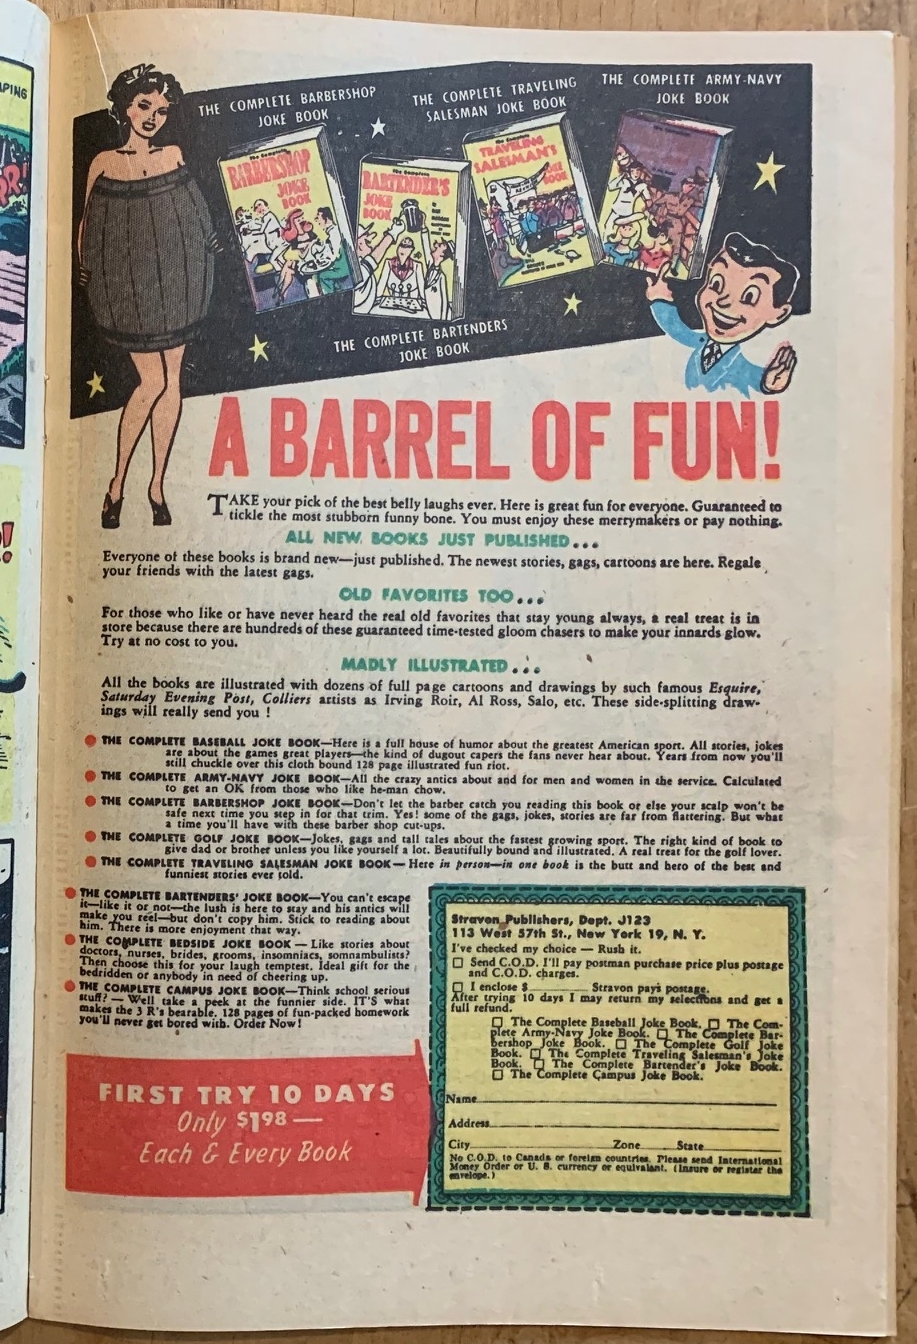 PING
THE COMPLETE BARBERSHOP
JOKE BOOK
THE COMPLETE TRAVELING
SALESMAN JOKE BOOK
THE COMPLETE ARMY-NAVY
JOKE BOOK
The Complete
BARBERSHOP
JOKE
BOOK
The Complete
BARTENDER'S
JOKE
BOOK
The Complete
TRAVELING
SALESMAN'S
JOKE
BOOK
THE COMPLETE BARTENDERS
JOKE BOOK
A BARREL OF FUN!
TAKE your pick of the best belly laughs ever. Here is great fun for everyone. Guaranteed to
tickle the most stubborn funny bone. You must enjoy these merrymakers or pay nothing.
ALL NEW BOOKS JUST PUBLISHED...
Everyone of these books is brand new—just published. The newest stories, gags, cartoons are here. Regale
your friends with the latest gags.
OLD FAVORITES TOO...
For those who like or have never heard the real old favorites that stay young always, a real treat is in
store because there are hundreds of these guaranteed time-tested gloom chasers to make your innards glow.
Try at no cost to you.
MADLY ILLUSTRATED...
All the books are illustrated with dozens of full page cartoons and drawings by such famous Esquire,
Saturday Evening Post, Colliers artists as Irving Roir, Al Ross, Salo, etc. These side-splitting draw-
ings will really send you !
THE COMPLETE BASEBALL JOKE BOOK—Here is a full house of humor about the greatest American sport. All stories, jokes
are about the games great players—the kind of dugout capers the fans never hear about. Years from now you'll
still chuckle over this cloth bound 128 page illustrated fun riot.
THE COMPLETE ARMY-NAVY JOKE BOOK—All the crazy antics about and for men and women in the service. Calculated
to get an OK from those who like he-man chow.
THE COMPLETE BARBERSHOP JOKE BOOK—Don't let the barber catch you reading this book or else your scalp won't be
safe next time you step in for that trim. Yes! some of the gags, jokes, stories are far from flattering. But what
a time you'll have with these barber shop cut-ups.
THE COMPLETE GOLF JOKE BOOK—Jokes, gags and tall tales about the fastest growing sport. The right kind of book to
give dad or brother unless you like yourself a lot. Beautifully bound and illustrated. A real treat for the golf lover.
THE COMPLETE TRAVELING SALESMAN JOKE BOOK — Here in person—in one book is the butt and hero of the best and
funniest stories ever told.
THE COMPLETE BARTENDERS' JOKE BOOK—You can't escape
it—like it or not—the lush is here to stay and his antics will
make you reel—but don't copy him. Stick to reading about
him. There is more enjoyment that way.
THE COMPLETE BEDSIDE JOKE BOOK — Like stories about
doctors, nurses, brides, grooms, insomniacs, somnambulists?
Then choose this for your laugh temptest. Ideal gift for the
bedridden or anybody in need of cheering up.
THE COMPLETE CAMPUS JOKE BOOK—Think school serious
stuff? — Well take a peek at the funnier side. IT'S what
makes the 3 R's bearable. 128 pages of fun-packed homework
you'll never get bored with. Order Now!
FIRST TRY 10 DAYS
Only $1.98 —
Each & Every Book
Stravon Publishers, Dept. J123
113 West 57th St., New York 19, N. Y.
I've checked my choice — Rush it.
Send C.O.D. I'll pay postman purchase price plus postage
and C.O.D. charges.
I enclose $ Stravon pays postage.
After trying 10 days I may return my selections and get a
full refund.
The Complete Baseball Joke Book. The Com-
plete Army-Navy Joke Book. The Complete Bar-
bershop Joke Book. The Complete Golf Joke
Book. The Complete Traveling Salesman's Joke
Book. The Complete Bartender's Joke Book.
The Complete Campus Joke Book.
Name
Address
City Zone State
No C.O.D. to Canada or foreign countries. Please send International
Money Order or U. S. currency or equivalant. (Insure or register the
envelope.)